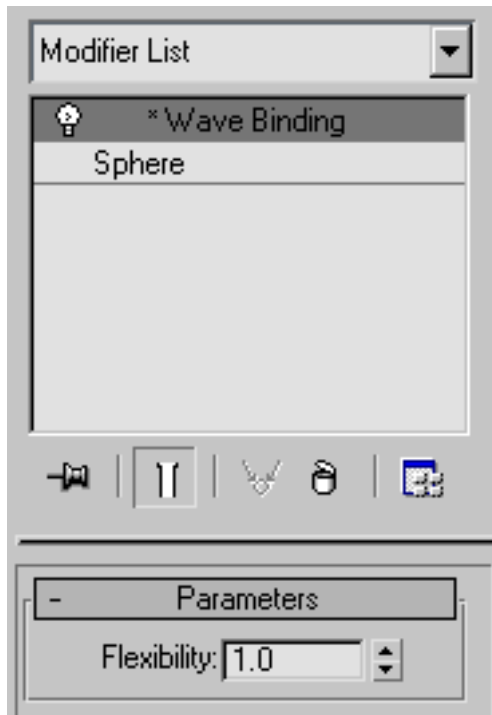 Modifier List
* Wave Binding
Sphere
- Parameters
Flexibility: 1.0